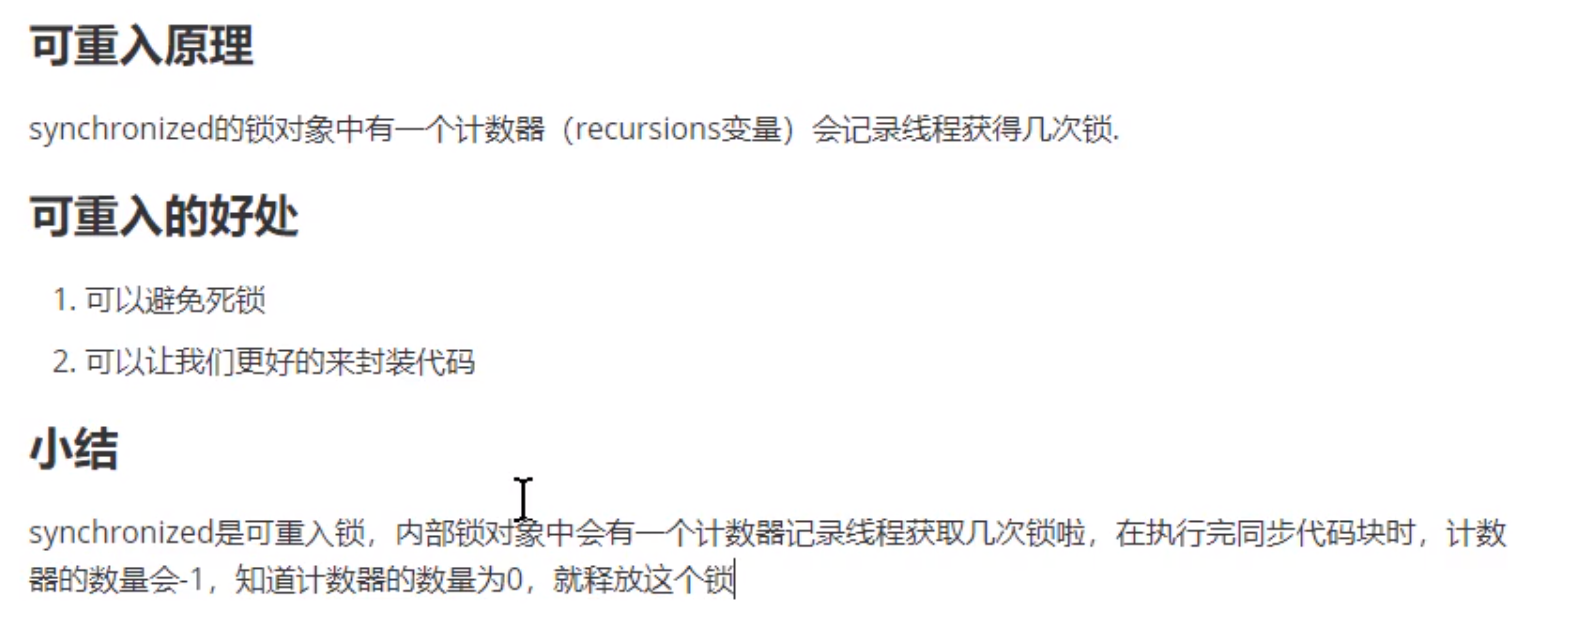 可重入原理
synchronized的锁对象中有一个计数器（recursions变量）会记录线程获得几次锁.
可重入的好处
1. 可以避免死锁
2. 可以让我们更好的来封装代码
小结
synchronized是可重入锁，内部锁对象中会有一个计数器记录线程获取几次锁啦，在执行完同步代码块时，计数
器的数量会-1，知道计数器的数量为0，就释放这个锁